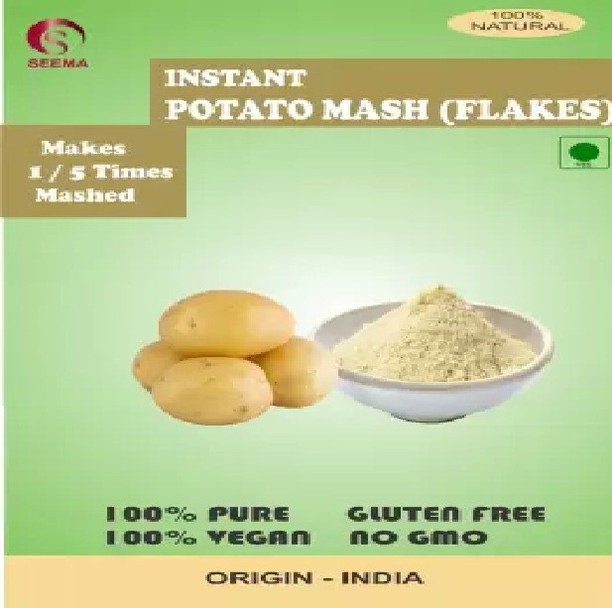 100%
NATURAL
SEEMA
INSTANT
POTATO MASH (FLAKES)
Makes
1 / 5 Times
Mashed
100% PURE GLUTEN FREE
100% VEGAN NO GMO
ORIGIN - INDIA